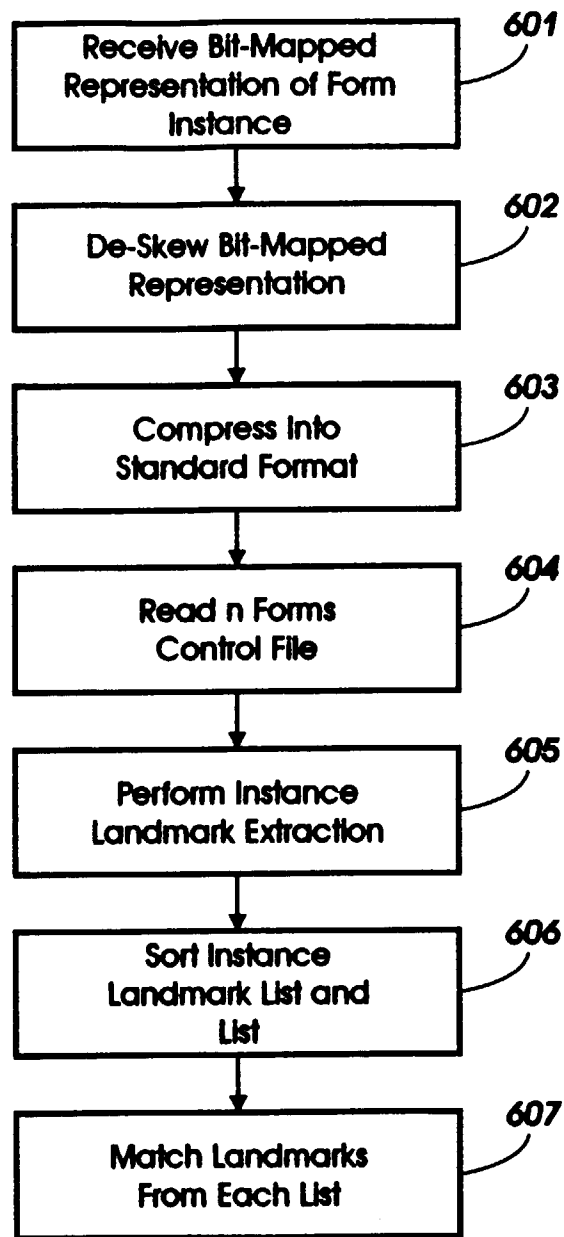 601
Receive Bit-Mapped
Representation of Form
Instance
602
De-Skew Bit-Mapped
Representation
603
Compress into
Standard Format
604
Read n Forms
Control File
605
Perform Instance
Landmark Extraction
606
Sort Instance
Landmark List and
List
607
Match Landmarks
From Each List